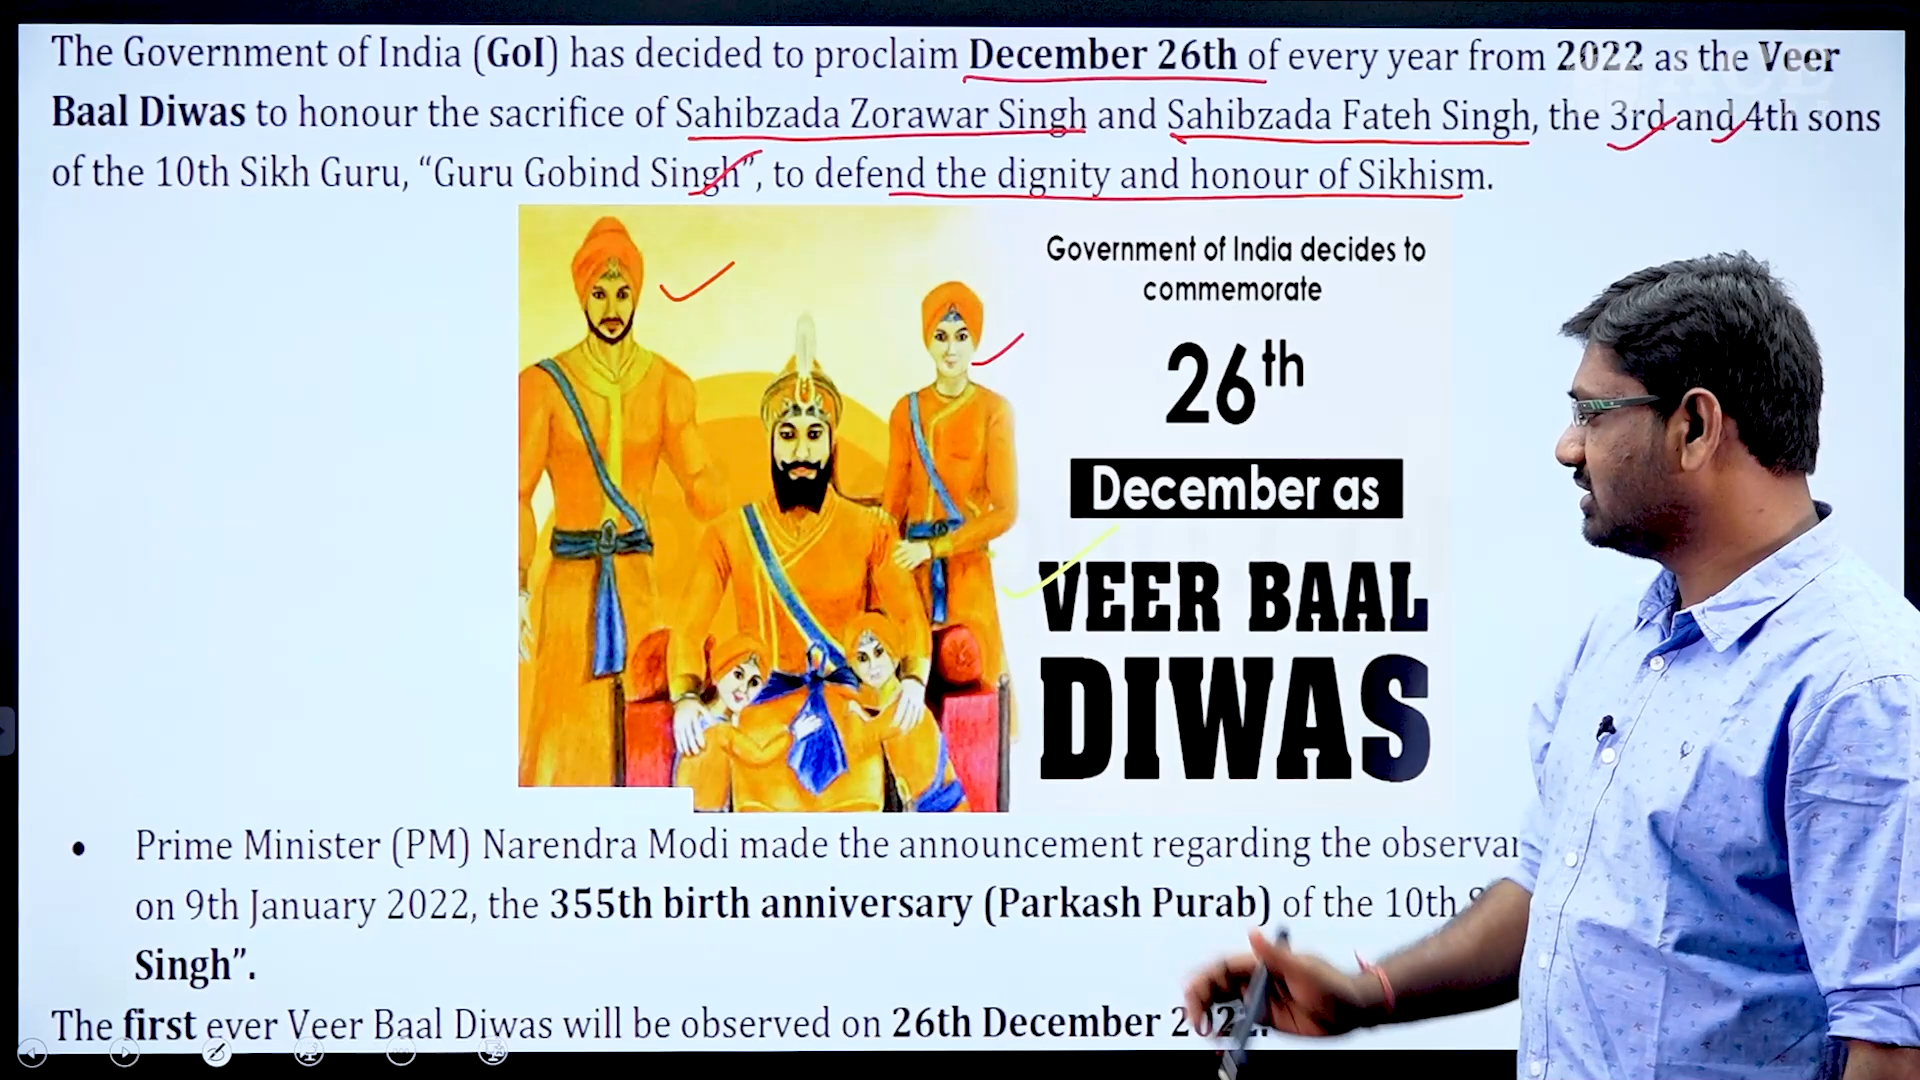 The Government of India (GoI) has decided to proclaim December 26th of every year from 2022 as the Veer
Baal Diwas to honour the sacrifice of Sahibzada Zorawar Singh and Sahibzada Fateh Singh, the 3rd and 4th sons
of the 10th Sikh Guru, “Guru Gobind Singh”, to defend the dignity and honour of Sikhism.
Government of India decides to
commemorate
26th
December as
VEER BAAL
DIWAS
• Prime Minister (PM) Narendra Modi made the announcement regarding the
on 9th January 2022, the 355th birth anniversary (Parkash Purab) of the 10th
Singh”.
The first ever Veer Baal Diwas will be observed on 26th December